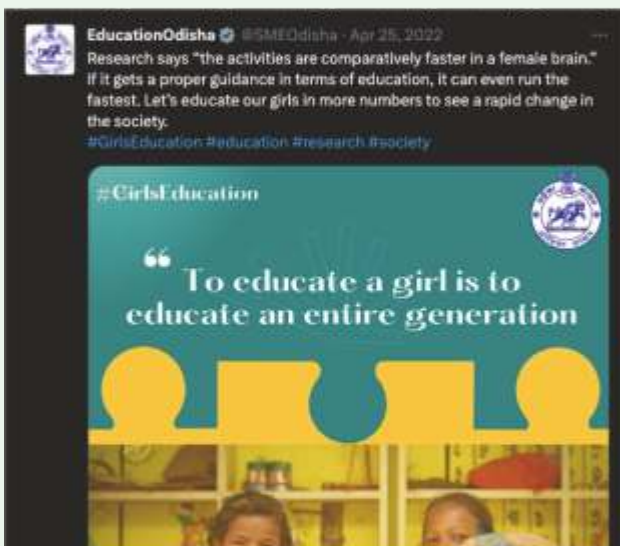 EducationOdisha @SMEOdisha · Apr 25, 2022
Research says "the activities are comparatively faster in a female brain."
If it gets a proper guidance in terms of education, it can even run the
fastest. Let's educate our girls in more numbers to see a rapid change in
the society.
#GirlsEducation #education #research #society
#GirlsEducation
“ To educate a girl is to
educate an entire generation